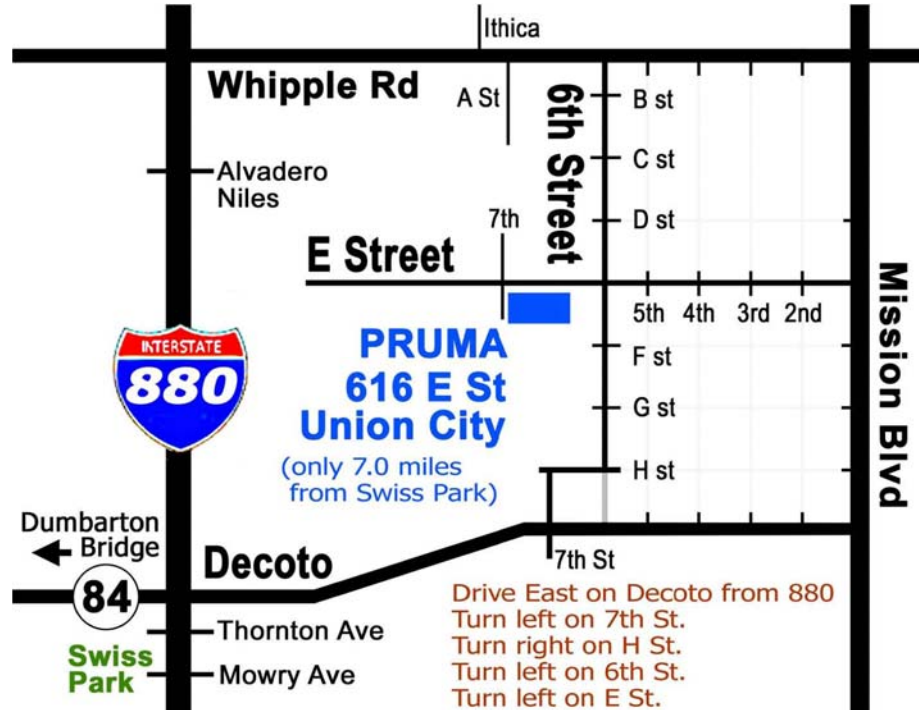 Ithica
Whipple Rd
A St
6th Street
B st
C st
D st
Alvadero
Niles
7th
E Street
5th 4th 3rd 2nd
Mission Blvd
INTERSTATE
880
PRUMA
616 E St
Union City
(only 7.0 miles
from Swiss Park)
F st
G st
H st
Dumbarton
Bridge
Decoto
7th St
84
Thornton Ave
Swiss
Park
Mowry Ave
Drive East on Decoto from 880
Turn left on 7th St.
Turn right on H St.
Turn left on 6th St.
Turn left on E St.